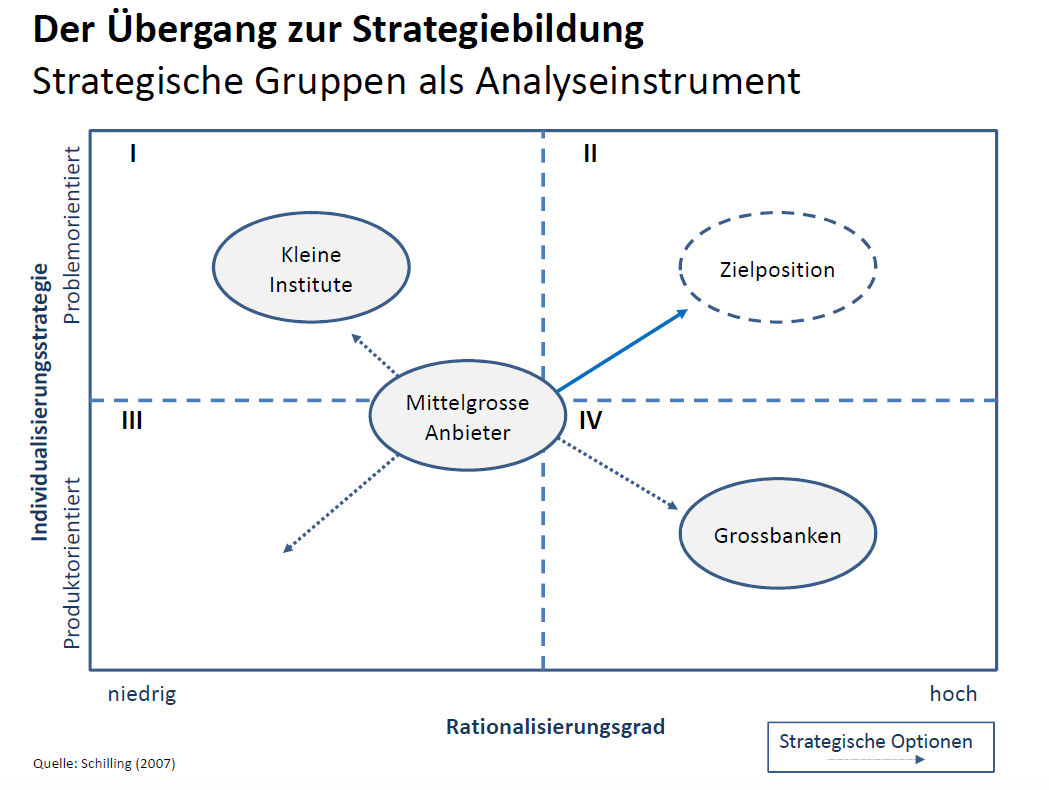 Der Übergang zur Strategiebildung
Strategische Gruppen als Analyseinstrument
I
II
Kleine
Institute
Zielposition
Mittelgrosse
Anbieter
III
IV
Grossbanken
Individualisierungsstrategie
Problemorientiert
Produktorientiert
niedrig
hoch
Rationalisierungsgrad
Strategische Optionen
Quelle: Schilling (2007)